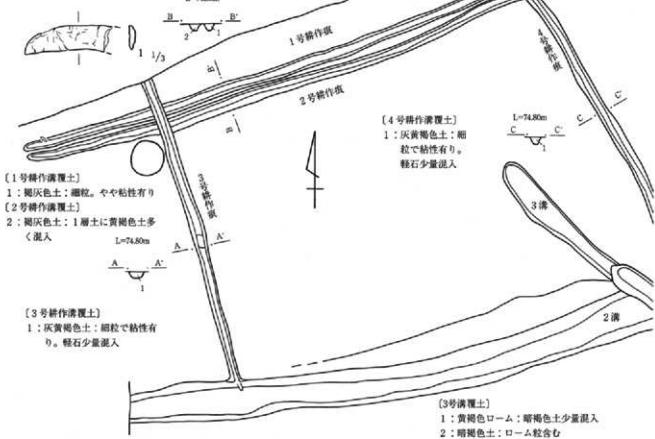 B B'
2 1
1 1/3
1号耕作痕
2号耕作痕
B'
B
4号耕作痕
C'
C
〔4号耕作溝覆土〕
1：灰黄褐色土：細
粒で粘性有り。
軽石少量混入
L=74.80m
C C'
1
〔1号耕作溝覆土〕
1：褐灰色土：細粒。やや粘性有り
〔2号耕作溝覆土〕
2：褐灰色土：1層土に黄褐色土多
く混入
3号耕作痕
A A'
L=74.80m
A A'
1
〔3号耕作溝覆土〕
1：灰黄褐色土：細粒で粘性有
り。軽石少量混入
3溝
2溝
〔3号溝覆土〕
1：黄褐色ローム：暗褐色土少量混入
2：暗褐色土：ローム粒含む